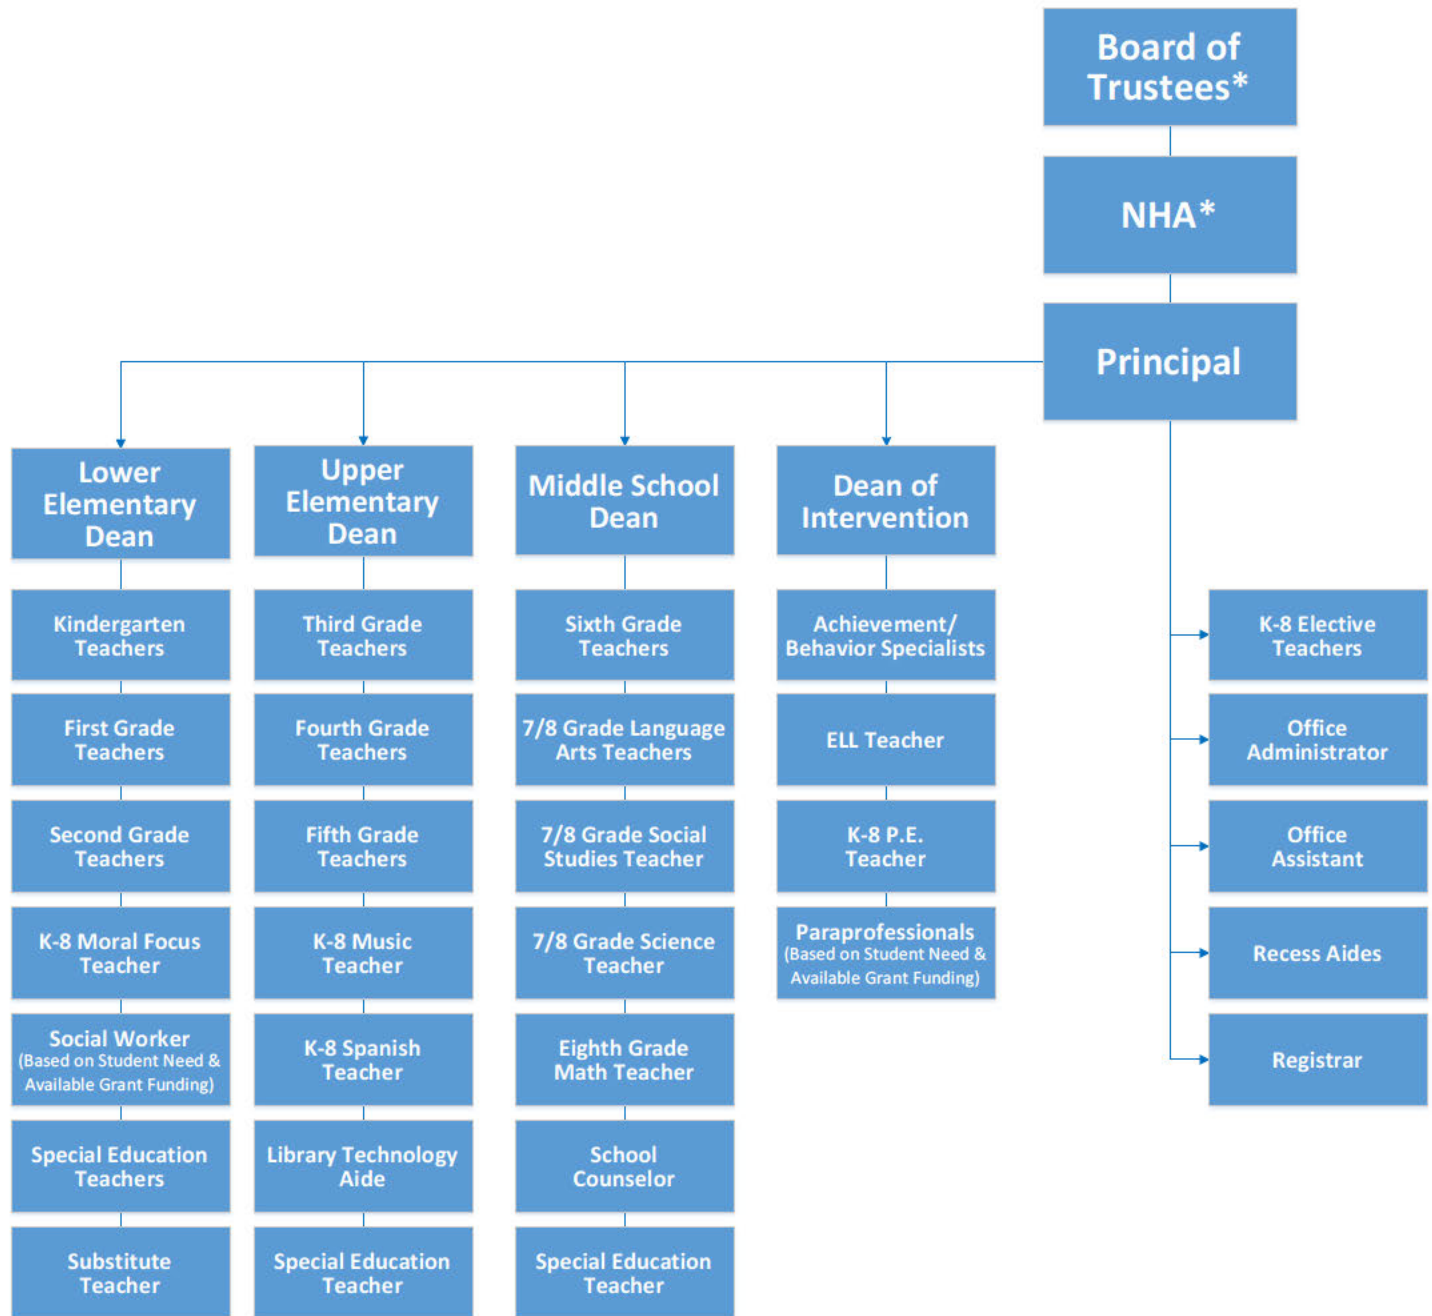 Board of
Trustees*
NHA*
Principal
Lower
Elementary
Dean
Kindergarten
Teachers
First Grade
Teachers
Second Grade
Teachers
K-8 Moral Focus
Teacher
Social Worker
(Based on Student Need &
Available Grant Funding)
Special Education
Teachers
Substitute
Teacher
Upper
Elementary
Dean
Third Grade
Teachers
Fourth Grade
Teachers
Fifth Grade
Teachers
K-8 Music
Teacher
K-8 Spanish
Teacher
Library Technology
Aide
Special Education
Teacher
Middle School
Dean
Sixth Grade
Teachers
7/8 Grade Language
Arts Teachers
7/8 Grade Social
Studies Teacher
7/8 Grade Science
Teacher
Eighth Grade
Math Teacher
School
Counselor
Special Education
Teacher
Dean of
Intervention
Achievement/
Behavior Specialists
ELL Teacher
K-8 P.E.
Teacher
Paraprofessionals
(Based on Student Need &
Available Grant Funding)
K-8 Elective
Teachers
Office
Administrator
Office
Assistant
Recess Aides
Registrar